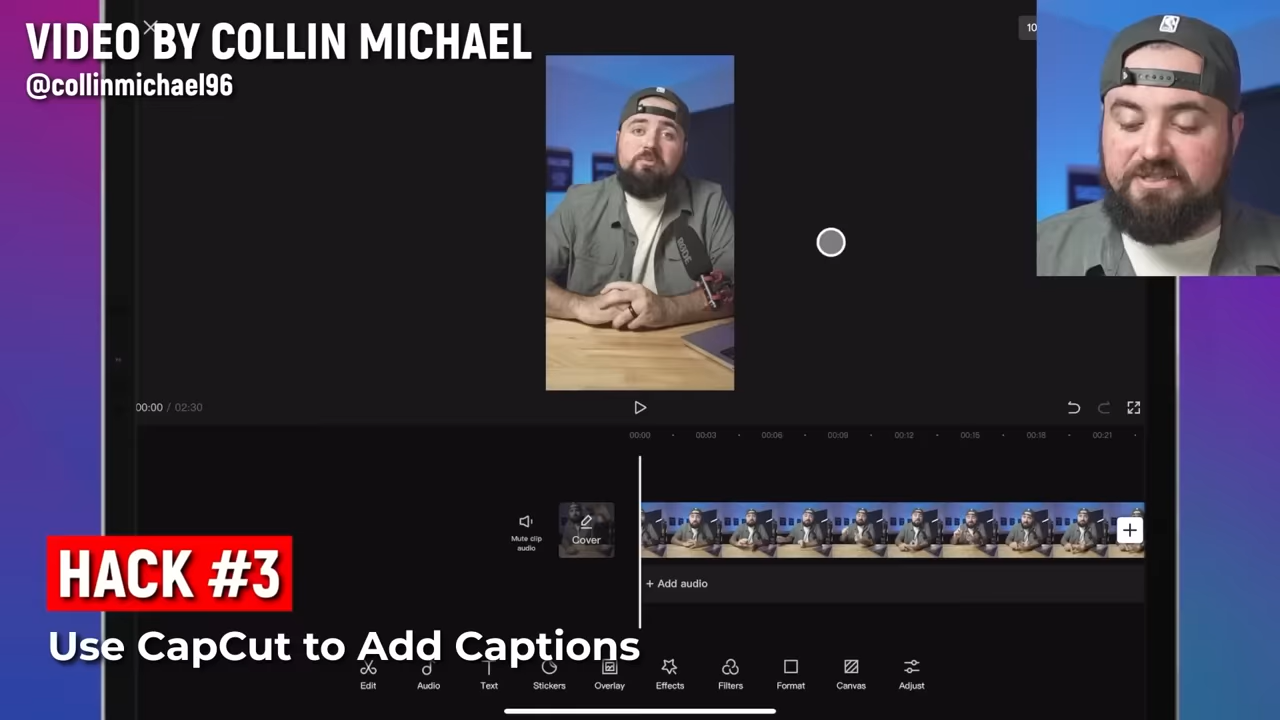 VIDEO BY COLLIN MICHAEL
@collinmichael96
10
00:00 / 02:30
00:00 00:03 00:06 00:09 00:12 00:15 00:18 00:21
Mute clip
audio
Cover
+ Add audio
HACK #3
Use CapCut to Add Captions
Edit Audio Text Stickers Overlay Effects Filters Format Canvas Adjust